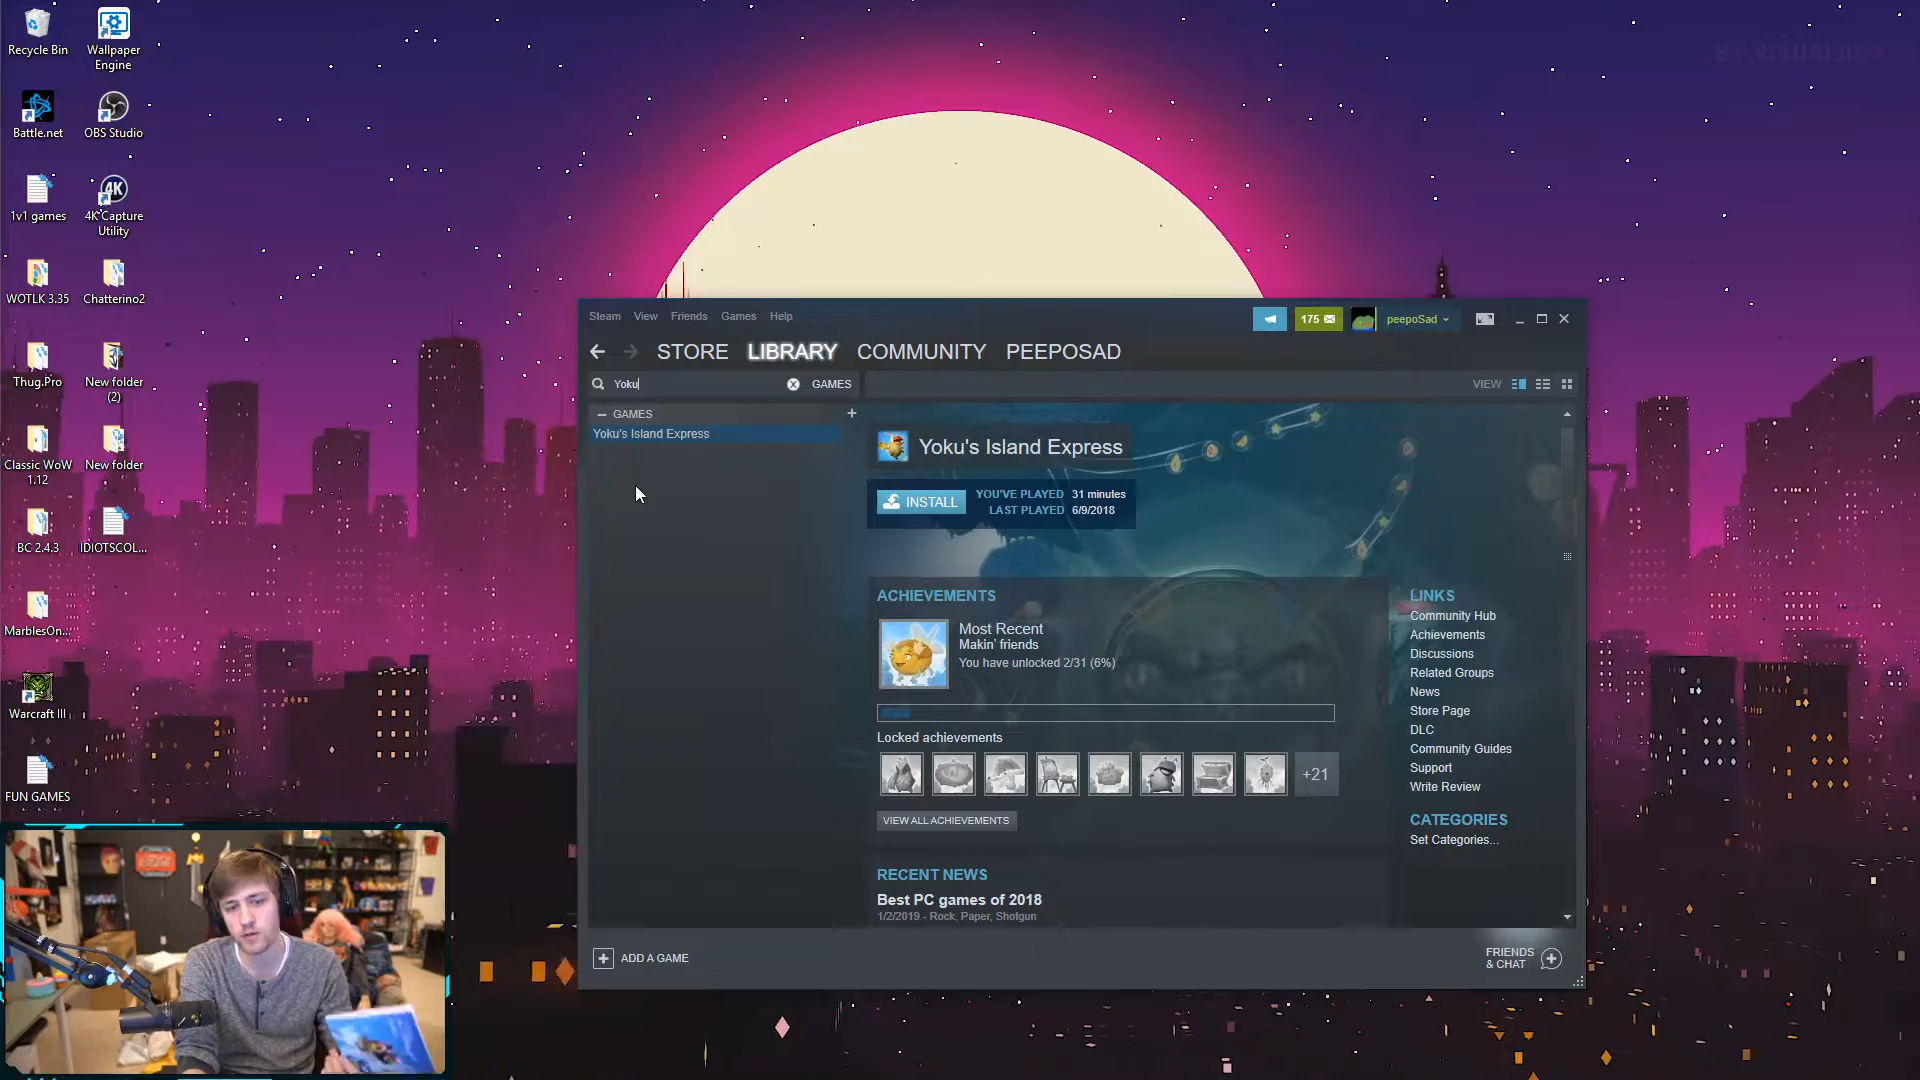 Recycle Bin
Wallpaper Engine
Battle.net
OBS Studio
1v1 games
4K
4K Capture Utility
WOTLK 3.35
Chatterino2
Thug.Pro
New folder (2)
Classic WoW 1.12
New folder
BC 2.4.3
IDIOTSCOL...
MarblesOn...
Warcraft III
FUN GAMES
Steam View Friends Games Help
175
peepoSad
STORE LIBRARY COMMUNITY PEEPOSAD
Yoku
GAMES
VIEW
GAMES
Yoku's Island Express
Yoku's Island Express
INSTALL
YOU'VE PLAYED 31 minutes
LAST PLAYED 6/9/2018
ACHIEVEMENTS
Most Recent
Makin' friends
You have unlocked 2/31 (6%)
Locked achievements
+21
VIEW ALL ACHIEVEMENTS
RECENT NEWS
Best PC games of 2018
1/2/2019 - Rock, Paper, Shotgun
LINKS
Community Hub
Achievements
Discussions
Related Groups
News
Store Page
DLC
Community Guides
Support
Write Review
CATEGORIES
Set Categories...
ADD A GAME
FRIENDS
& CHAT